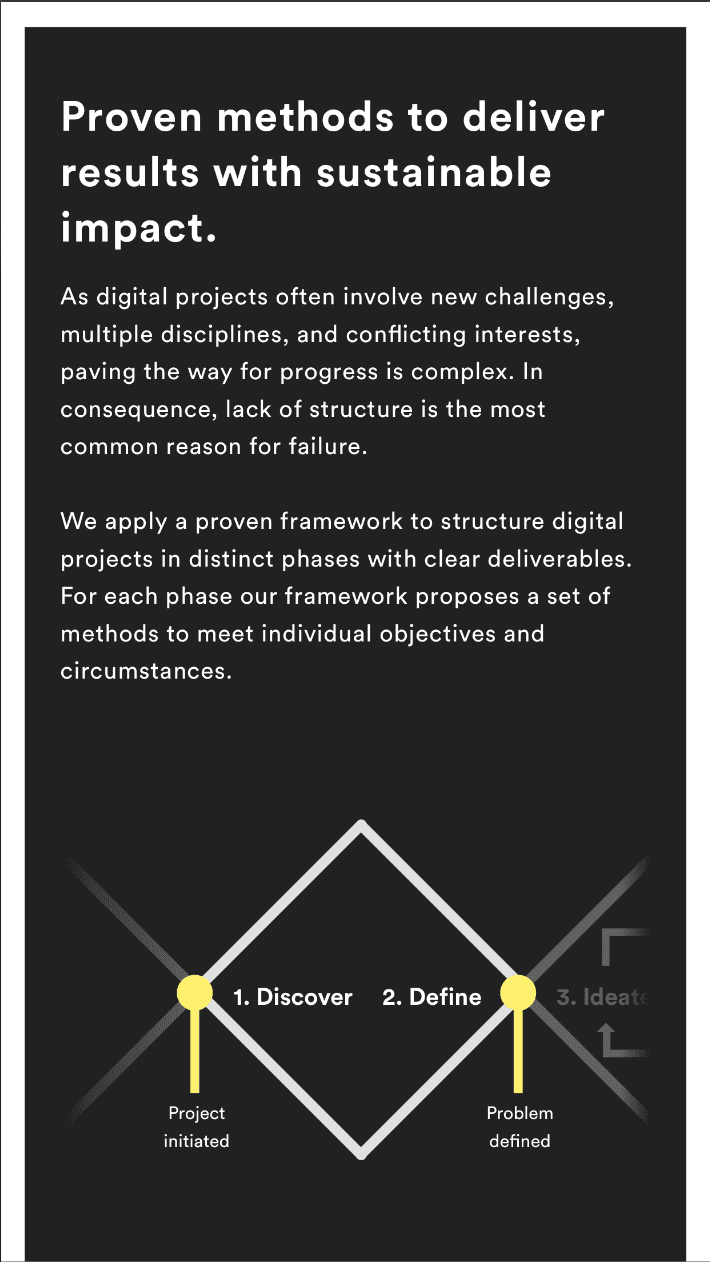 Proven methods to deliver
results with sustainable
impact.
As digital projects often involve new challenges,
multiple disciplines, and conflicting interests,
paving the way for progress is complex. In
consequence, lack of structure is the most
common reason for failure.
We apply a proven framework to structure digital
projects in distinct phases with clear deliverables.
For each phase our framework proposes a set of
methods to meet individual objectives and
circumstances.
1. Discover 2. Define 3. Ideate
Project
initiated
Problem
defined